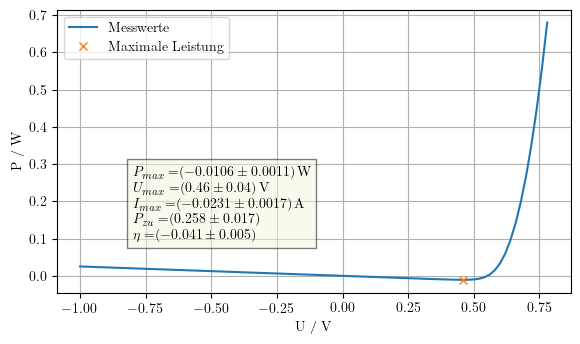 Messwerte
Maximale Leistung
0.7
0.6
0.5
0.4
0.3
0.2
0.1
0.0
P / W
P_max =(−0.0106 ± 0.0011) W
U_max =(0.46 ± 0.04) V
I_max =(−0.0231 ± 0.0017) A
P_zu =(0.258 ± 0.017)
η =(−0.041 ± 0.005)
−1.00 −0.75 −0.50 −0.25 0.00 0.25 0.50 0.75
U / V